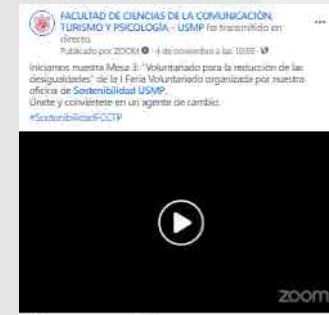 FACULTAD DE CIENCIAS DE LA COMUNICACIÓN,
TURISMO Y PSICOLOGÍA - USMP ha transmitido en
directo.
Publicado por ZOOM · 4 de noviembre a las 10:59 ·
Iniciamos nuestra Mesa 3: "Voluntariado para la reducción de las
desigualdades" de la I Feria Voluntariado organizada por nuestra
oficina de Sostenibilidad USMP.
Únete y conviértete en un agente de cambio.
#SostenibilidadFCCTP
zoom